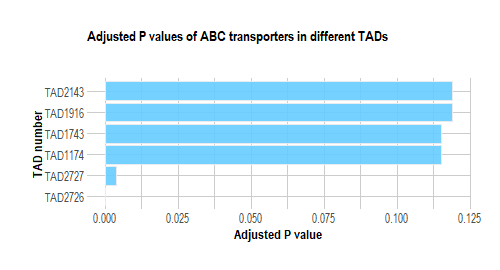 Adjusted P values of ABC transporters in different TADs
TAD number
TAD2143
TAD1916
TAD1743
TAD1174
TAD2727
TAD2726
0.000 0.025 0.050 0.075 0.100 0.125
Adjusted P value